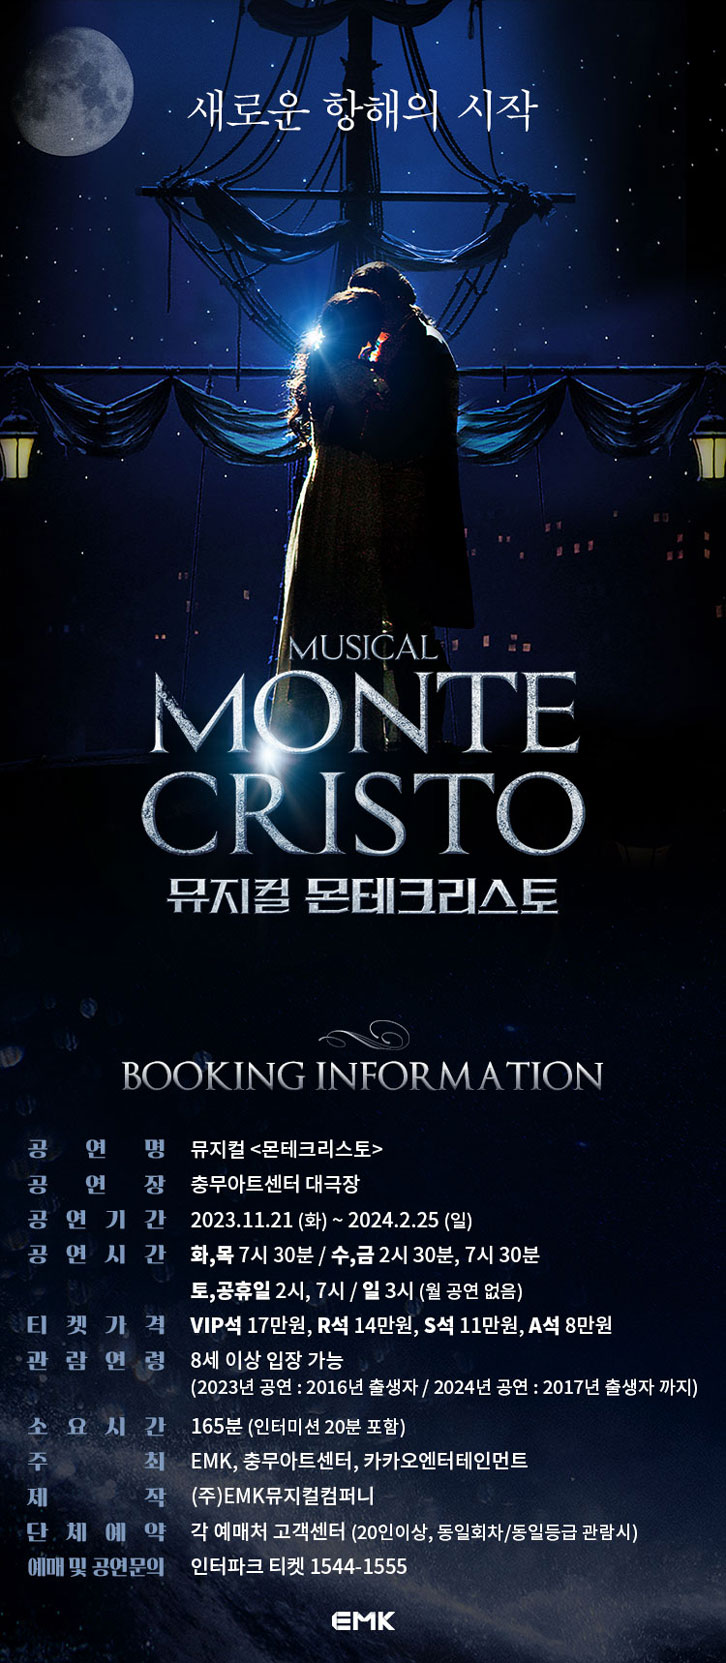 새로운 항해의 시작
MUSICAL
MONTE
CRISTO
뮤지컬 몬테크리스토
BOOKING INFORMATION
공연명 뮤지컬 <몬테크리스토>
공연장 충무아트센터 대극장
공연기간 2023.11.21 (화) ~ 2024.2.25 (일)
공연시간 화,목 7시 30분 / 수,금 2시 30분, 7시 30분
토,공휴일 2시, 7시 / 일 3시 (월 공연 없음)
티켓가격 VIP석 17만원, R석 14만원, S석 11만원, A석 8만원
관람연령 8세 이상 입장 가능
(2023년 공연 : 2016년 출생자 / 2024년 공연 : 2017년 출생자 까지)
소요시간 165분 (인터미션 20분 포함)
주최 EMK, 충무아트센터, 카카오엔터테인먼트
제작 (주)EMK뮤지컬컴퍼니
단체예약 각 예매처 고객센터 (20인이상, 동일회차/동일등급 관람시)
예매 및 공연문의 인터파크 티켓 1544-1555
EMK